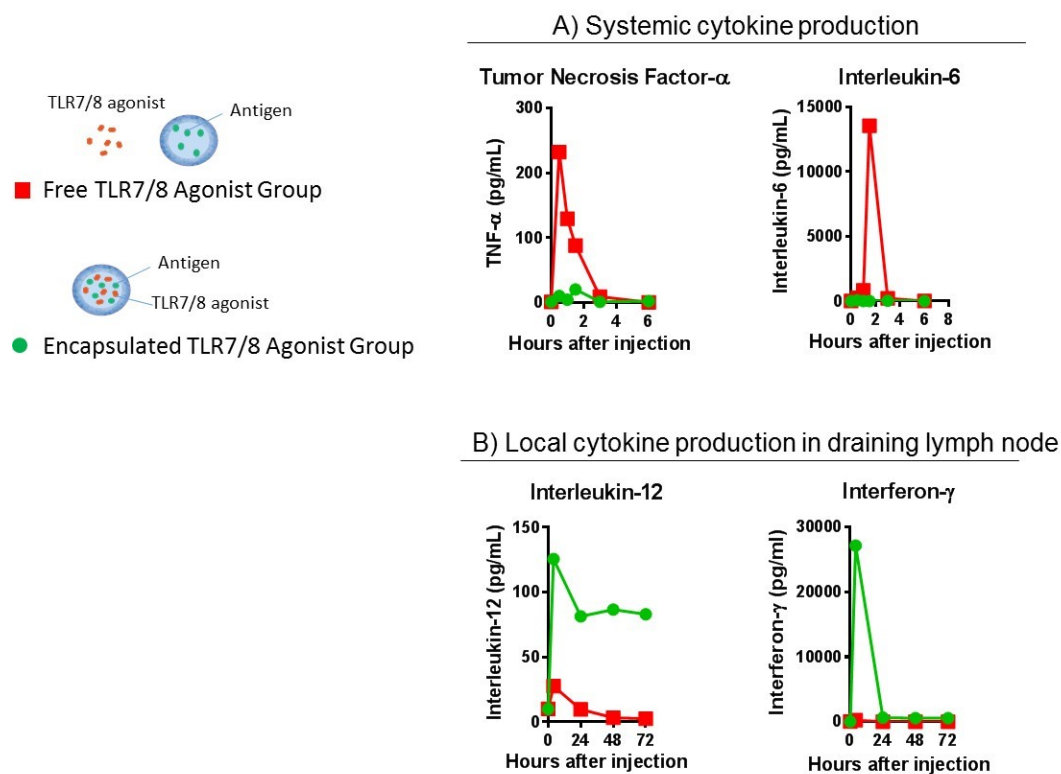 A) Systemic cytokine production
TLR7/8 agonist
Antigen
Free TLR7/8 Agonist Group
Antigen
TLR7/8 agonist
Encapsulated TLR7/8 Agonist Group
Tumor Necrosis Factor-α
TNF-α (pg/mL)
300
200
100
0
0 2 4 6
Hours after injection
Interleukin-6
Interleukin-6 (pg/mL)
15000
10000
5000
0
0 2 4 6 8
Hours after injection
B) Local cytokine production in draining lymph node
Interleukin-12
Interleukin-12 (pg/mL)
150
100
50
0
0 24 48 72
Hours after injection
Interferon-γ
Interferon-γ (pg/ml)
30000
20000
10000
0
0 24 48 72
Hours after injection